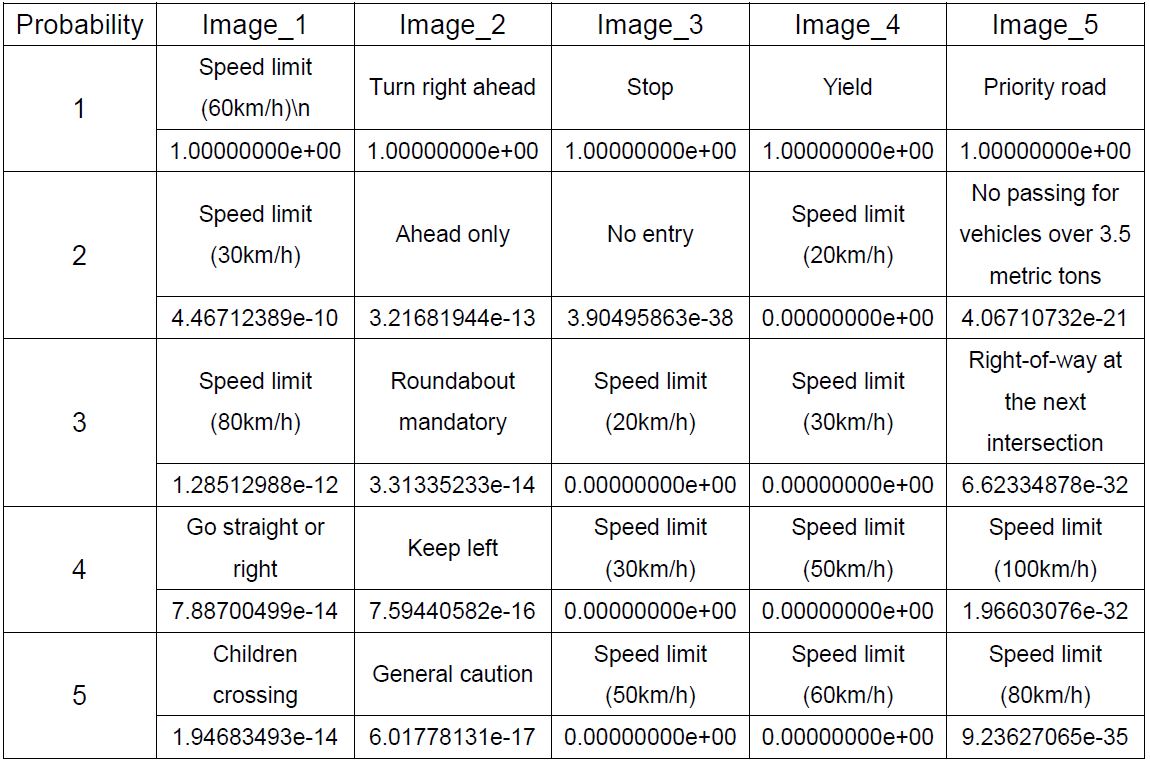 Probability Image_1 Image_2 Image_3 Image_4 Image_5
1
Speed limit
(60km/h)\n
Turn right ahead
Stop
Yield
Priority road
1.00000000e+00 1.00000000e+00 1.00000000e+00 1.00000000e+00 1.00000000e+00
2
Speed limit
(30km/h)
Ahead only
No entry
Speed limit
(20km/h)
No passing for
vehicles over 3.5
metric tons
4.46712389e-10 3.21681944e-13 3.90495863e-38 0.00000000e+00 4.06710732e-21
3
Speed limit
(80km/h)
Roundabout
mandatory
Speed limit
(20km/h)
Speed limit
(30km/h)
Right-of-way at
the next
intersection
1.28512988e-12 3.31335233e-14 0.00000000e+00 0.00000000e+00 6.62334878e-32
4
Go straight or
right
Keep left
Speed limit
(30km/h)
Speed limit
(50km/h)
Speed limit
(100km/h)
7.88700499e-14 7.59440582e-16 0.00000000e+00 0.00000000e+00 1.96603076e-32
5
Children
crossing
General caution
Speed limit
(50km/h)
Speed limit
(60km/h)
Speed limit
(80km/h)
1.94683493e-14 6.01778131e-17 0.00000000e+00 0.00000000e+00 9.23627065e-35